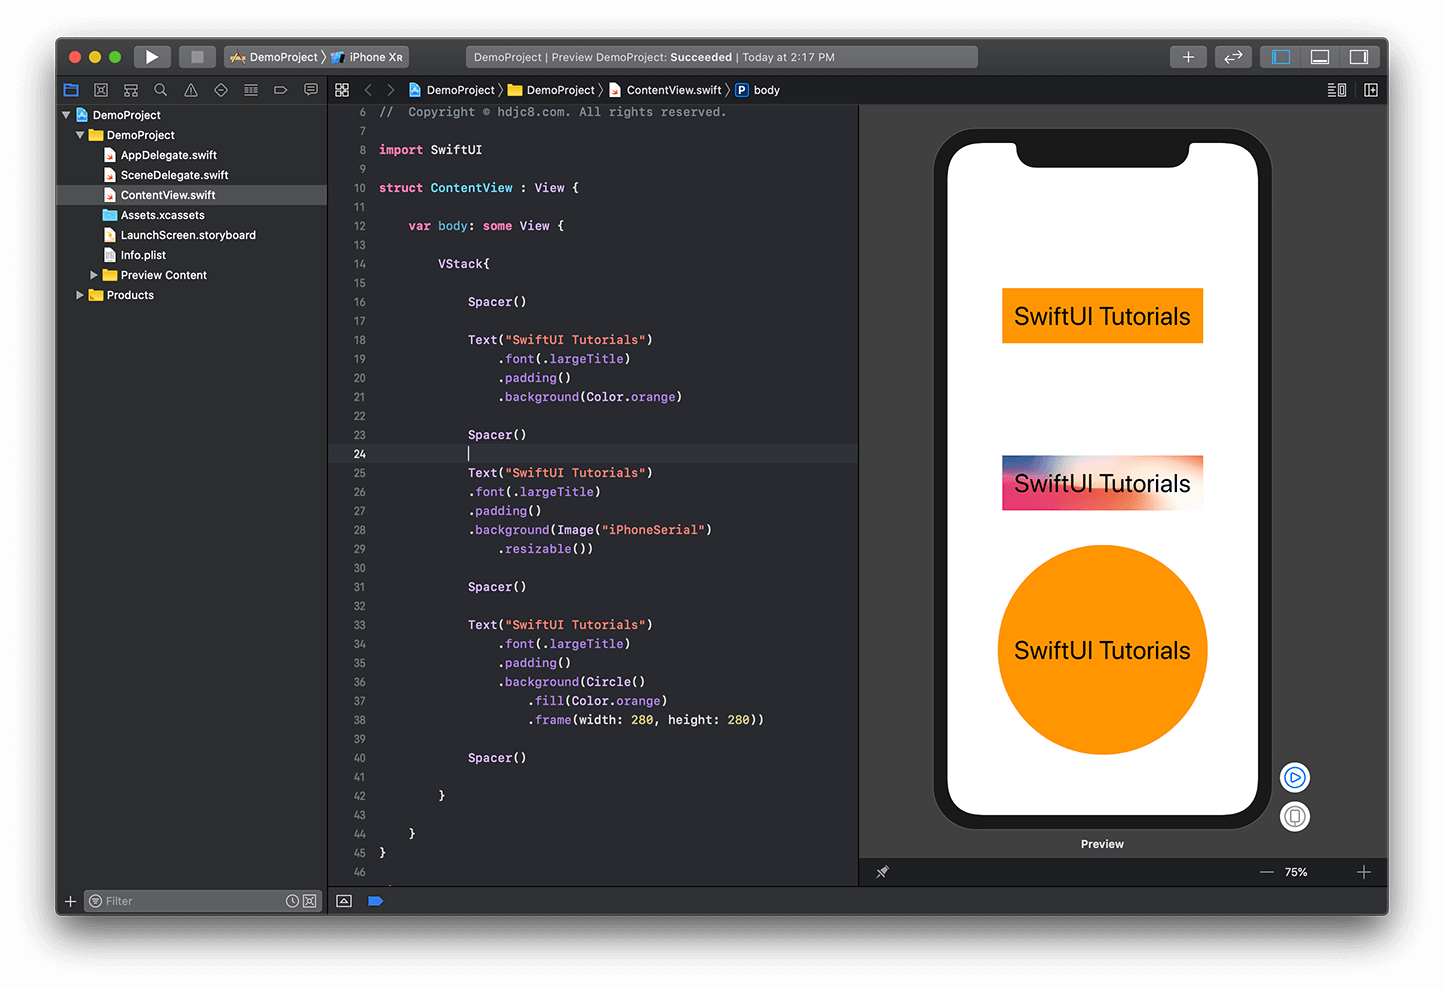 DemoProject 〉 iPhone XR
DemoProject | Preview DemoProject: Succeeded | Today at 2:17 PM
DemoProject 〉 DemoProject 〉 ContentView.swift 〉 P body
DemoProject
DemoProject
AppDelegate.swift
SceneDelegate.swift
ContentView.swift
Assets.xcassets
LaunchScreen.storyboard
Info.plist
Preview Content
Products
Filter
6 //  Copyright © hdjc8.com. All rights reserved.
7
8 import SwiftUI
9
10 struct ContentView : View {
11
12     var body: some View {
13
14         VStack{
15
16             Spacer()
17
18             Text("SwiftUI Tutorials")
19                 .font(.largeTitle)
20                 .padding()
21                 .background(Color.orange)
22
23             Spacer()
24
25             Text("SwiftUI Tutorials")
26             .font(.largeTitle)
27             .padding()
28             .background(Image("iPhoneSerial")
29                 .resizable())
30
31             Spacer()
32
33             Text("SwiftUI Tutorials")
34                 .font(.largeTitle)
35                 .padding()
36                 .background(Circle()
37                     .fill(Color.orange)
38                     .frame(width: 280, height: 280))
39
40             Spacer()
41
42         }
43
44     }
45 }
46
SwiftUI Tutorials
SwiftUI Tutorials
SwiftUI Tutorials
Preview
75%